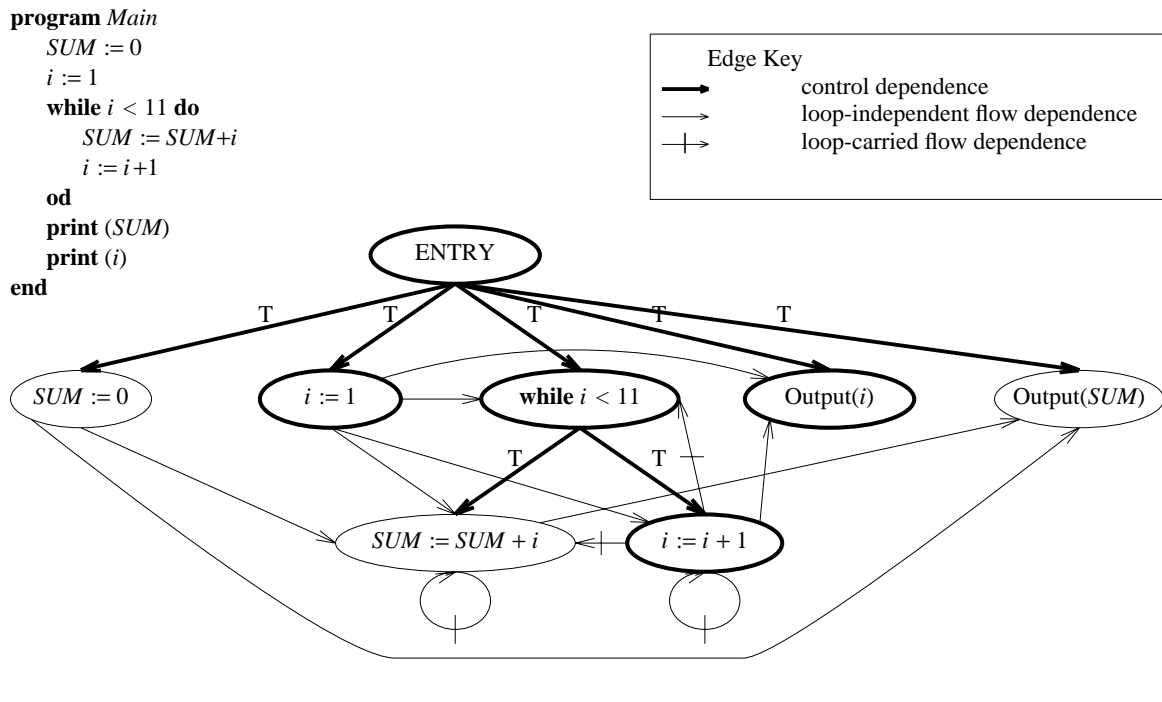 program Main
SUM := 0
i := 1
while i < 11 do
SUM := SUM+i
i := i+1
od
print (SUM)
print (i)
end
Edge Key
control dependence
loop-independent flow dependence
loop-carried flow dependence
ENTRY
T T T T T
SUM := 0 i := 1 while i < 11 Output(i) Output(SUM)
T T
SUM := SUM + i i := i + 1